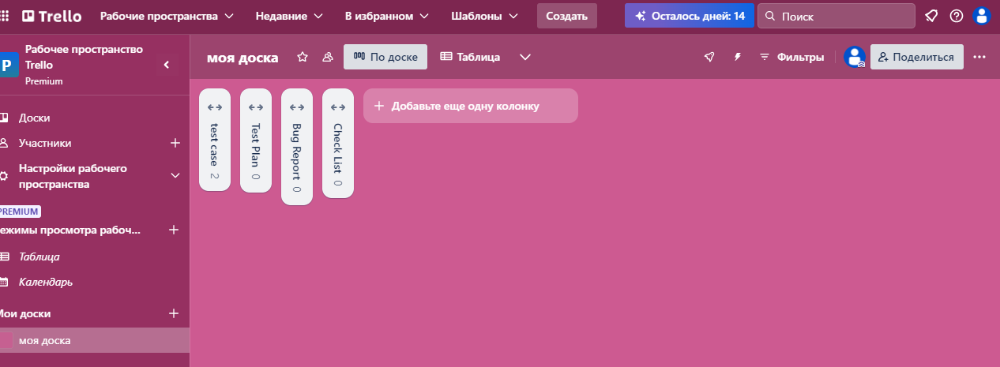 Trello
Рабочие пространства
Недавние
В избранном
Шаблоны
Создать
Осталось дней: 14
Поиск
P
Рабочее пространство
Trello
Premium
моя доска
По доске
Таблица
Фильтры
Поделиться
Доски
Участники
Настройки рабочего
пространства
PREMIUM
ежимы просмотра рабоч...
Таблица
Календарь
Мои доски
моя доска
test case 2
Test Plan 0
Bug Report 0
Check List 0
Добавьте еще одну колонку